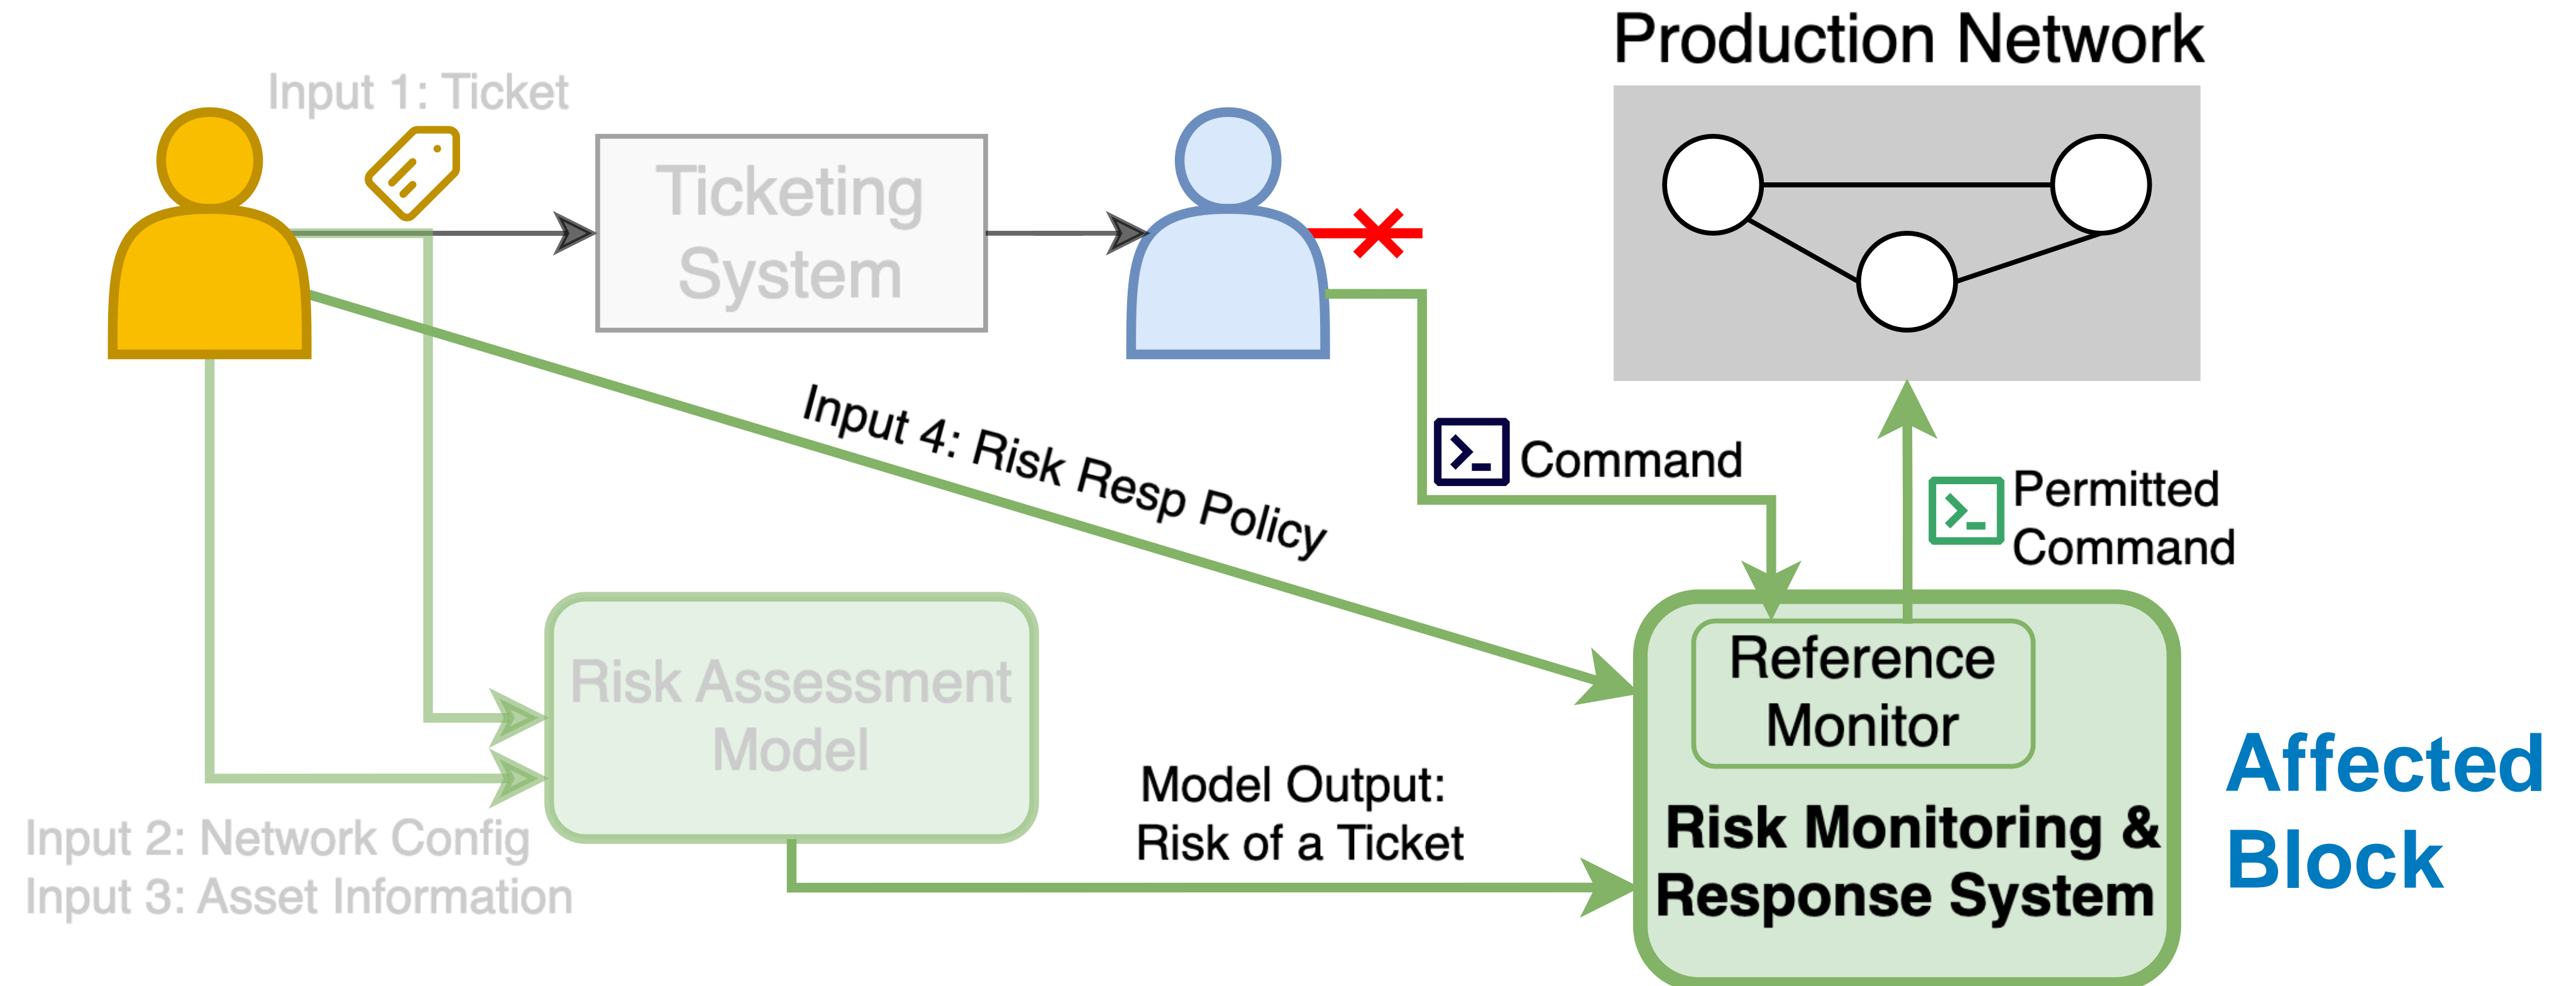 Production Network
Input 1: Ticket
Ticketing
System
Input 4: Risk Resp Policy
>_ Command
>_ Permitted
Command
Reference
Monitor
Risk Assessment
Model
Model Output:
Risk of a Ticket
Risk Monitoring &
Response System
Affected
Block
Input 2: Network Config
Input 3: Asset Information